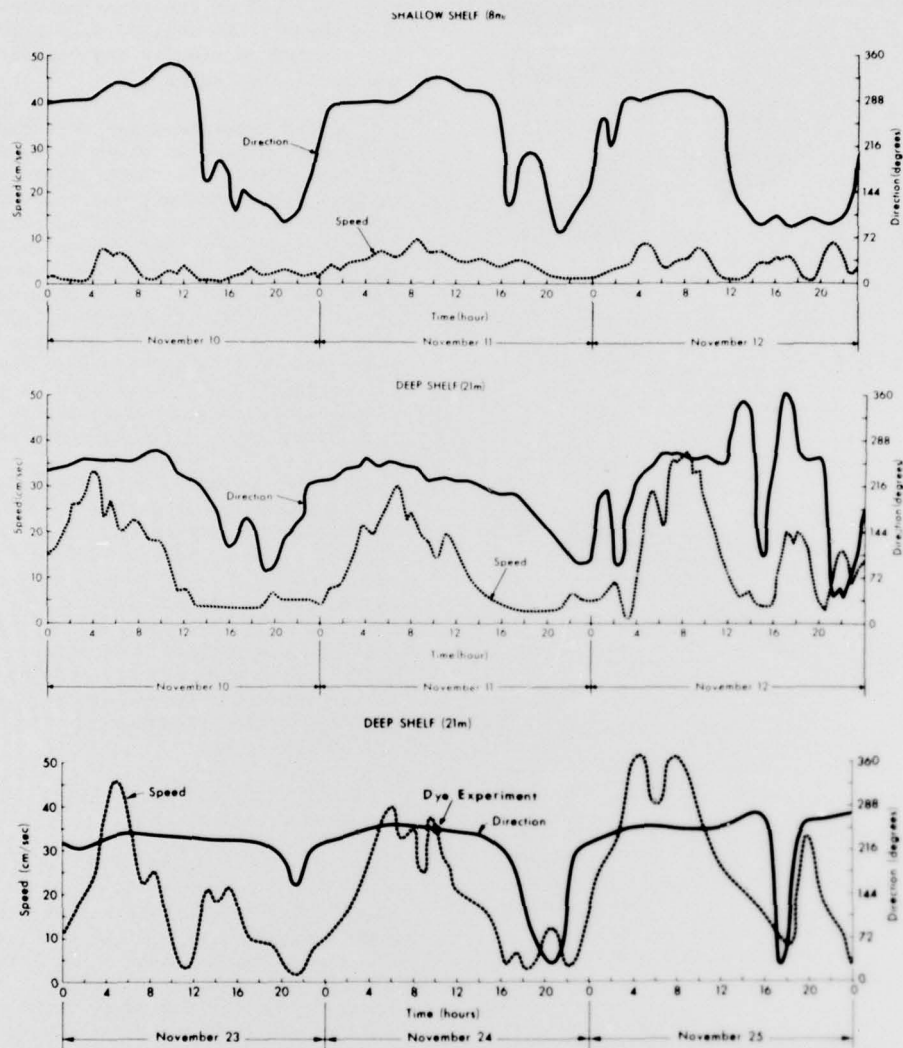 SHALLOW SHELF (8m
50
40
30
20
10
0
Speed (cm/sec)
360
288
216
144
72
0
Direction (degrees)
Direction
Speed
0 4 8 12 16 20 0 4 8 12 16 20 0 4 8 12 16 20
Time (hour)
November 10 November 11 November 12
DEEP SHELF (21m)
50
40
30
20
10
0
Speed (cm/sec)
360
288
216
144
72
0
Direction (degrees)
Direction
Speed
0 4 8 12 16 20 0 4 8 12 16 20 0 4 8 12 16 20
Time (hour)
November 10 November 11 November 12
DEEP SHELF (21m)
50
40
30
20
10
0
Speed (cm/sec)
360
288
216
144
72
0
Direction (degrees)
Speed
Dye Experiment
Direction
0 4 8 12 16 20 0 4 8 12 16 20 0 4 8 12 16 20 0
Time (hours)
November 23 November 24 November 25